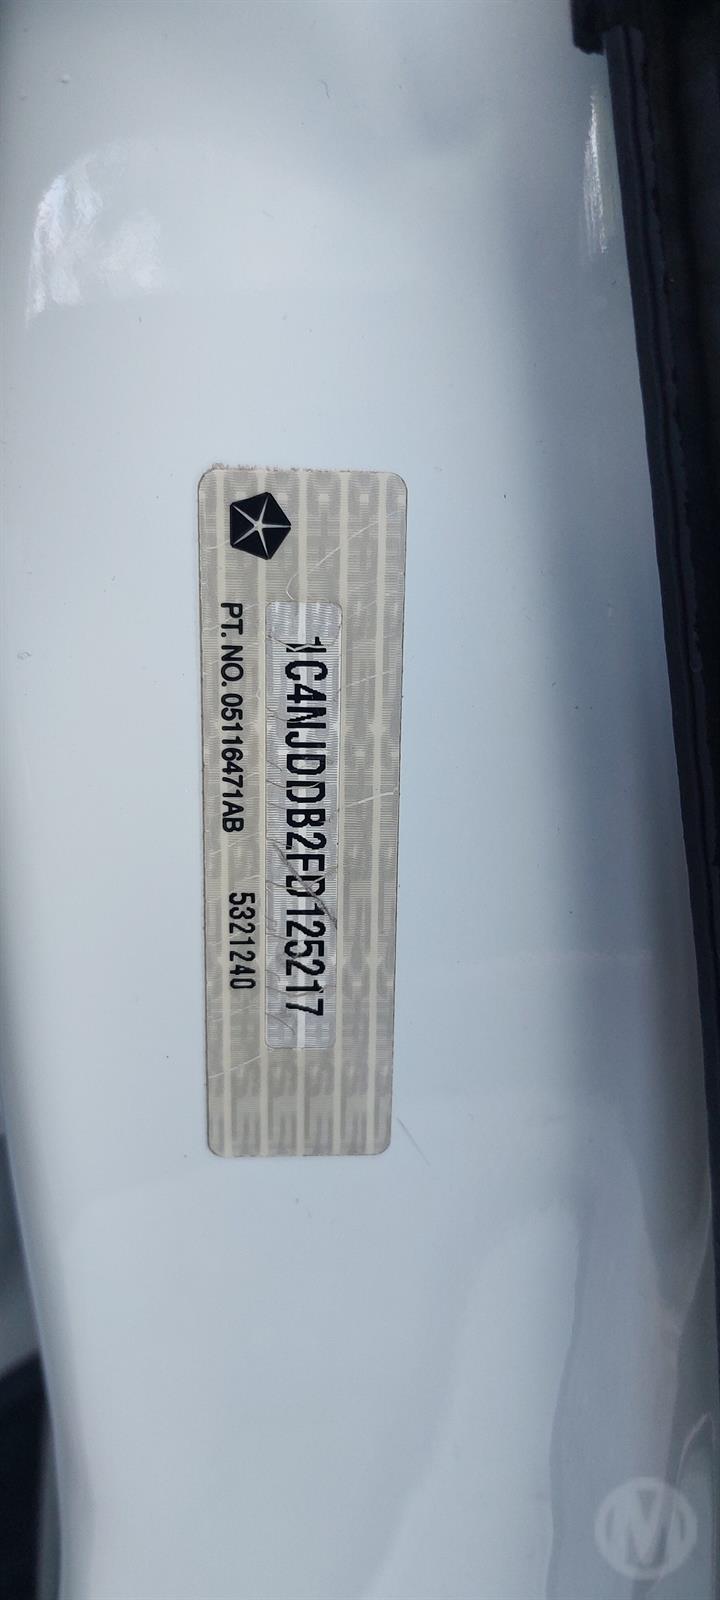 1C4NJDDB2FD125217
PT. NO. 05116471AB 5321240